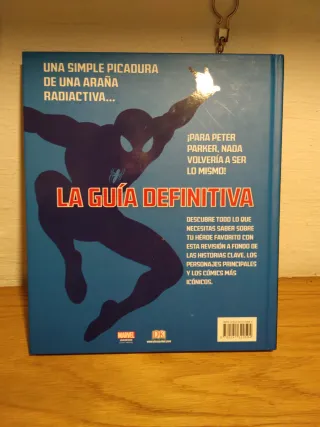 UNA SIMPLE PICADURA
DE UNA ARAÑA
RADIACTIVA...
¡PARA PETER
PARKER, NADA
VOLVERÍA A SER
LO MISMO!
LA GUÍA DEFINITIVA
DESCUBRE TODO LO QUE
NECESITAS SABER SOBRE
TU HÉROE FAVORITO CON
ESTA REVISIÓN A FONDO DE
LAS HISTORIAS CLAVE, LOS
PERSONAJES PRINCIPALES
Y LOS CÓMICS MÁS
ICÓNICOS.
MARVEL
DK